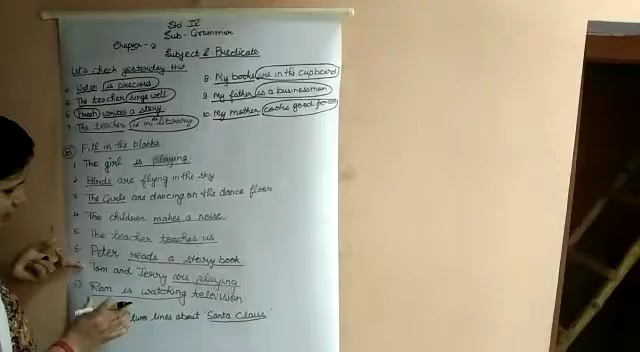 Std-IV
Sub- Grammar
Chapter-2
Subject & Predicate
Let's check yesterday HW
4 Water is precious
5 The teacher sings well
6 writes a story
7 The teacher is in the library
8. My books are in the cupboard
9. My father is a businessman
10. My mother cooks good food
Fill in the blanks
1 The girl is playing
2 Birds are flying in the sky
3 The Girls are dancing on the dance floor
4 The children makes a noise
5 The teacher teaches us
6 Peter reads a story book
Tom and Jerry are playing
Ram is watching television
two lines about "Santa Claus"